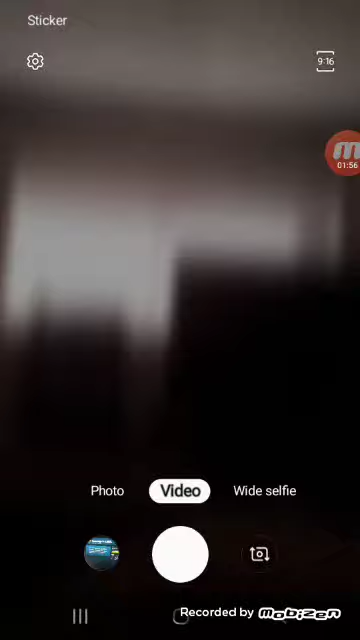 Sticker
9:16
01:56
Photo Video Wide selfie
Recorded by mobizen